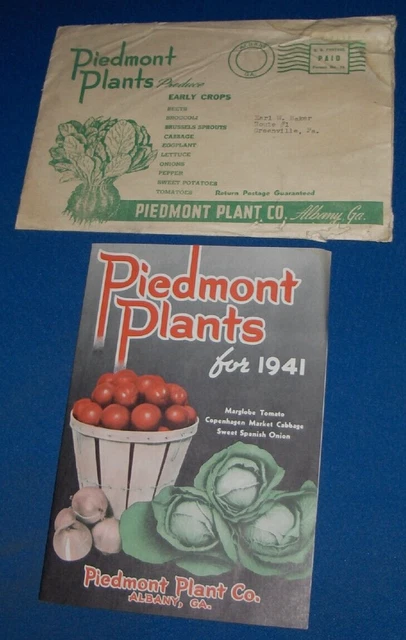 Piedmont
Plants Produce
EARLY CROPS
BEETS
BROCCOLI
BRUSSELS SPROUTS
CABBAGE
EGGPLANT
LETTUCE
ONIONS
PEPPER
SWEET POTATOES
TOMATOES
Return Postage Guaranteed
PAID
Route #1
Greenville, Pa.
PIEDMONT PLANT CO. Albany, Ga.
Piedmont
Plants
for 1941
Marglobe Tomato
Copenhagen Market Cabbage
Sweet Spanish Onion
Piedmont Plant Co.
ALBANY, GA.